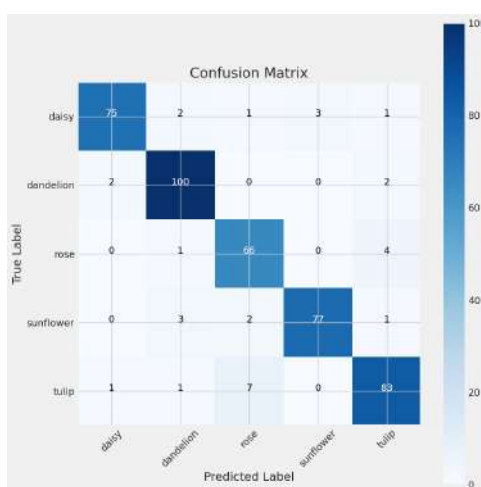 Confusion Matrix
daisy 75 2 1 3 1
dandelion 2 100 0 0 2
rose 0 1 66 0 4
sunflower 0 3 2 77 1
tulip 1 1 7 0 83
daisy dandelion rose sunflower tulip
Predicted Label
True Label
80
60
40
20
0